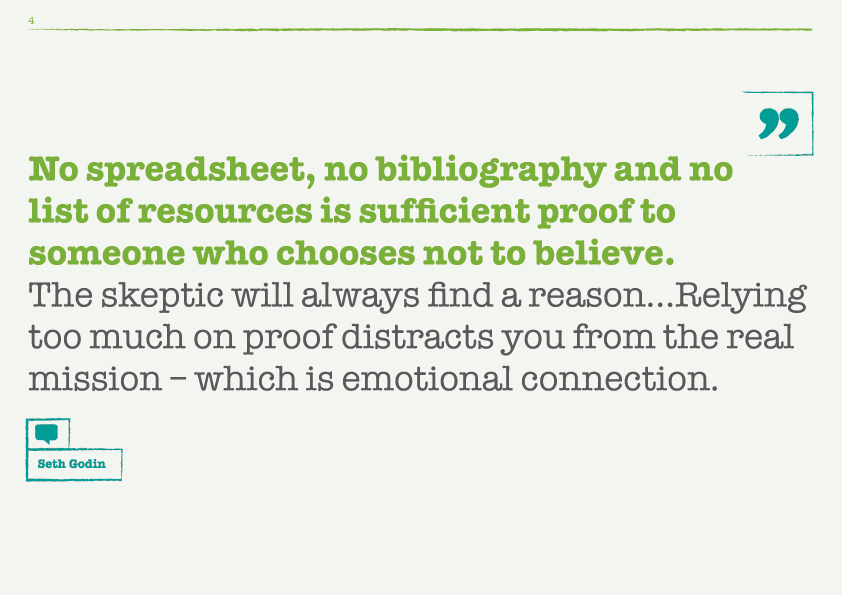 4
”
No spreadsheet, no bibliography and no
list of resources is sufficient proof to
someone who chooses not to believe.
The skeptic will always find a reason...Relying
too much on proof distracts you from the real
mission – which is emotional connection.
Seth Godin